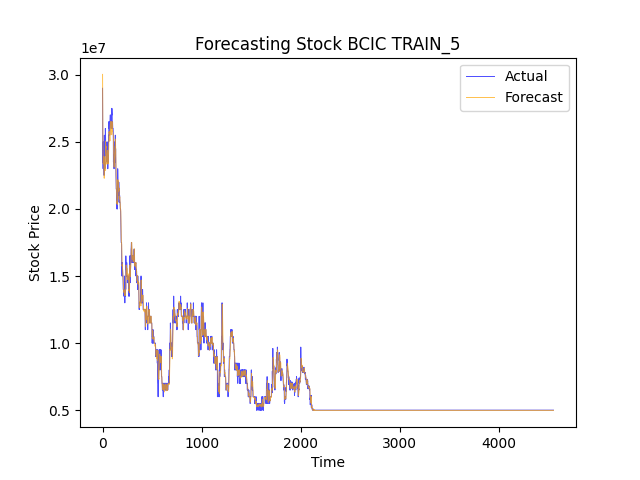 Forecasting Stock BCIC TRAIN_5
1e7
Actual
Forecast
3.0
2.5
2.0
1.5
1.0
0.5
Stock Price
0 1000 2000 3000 4000
Time